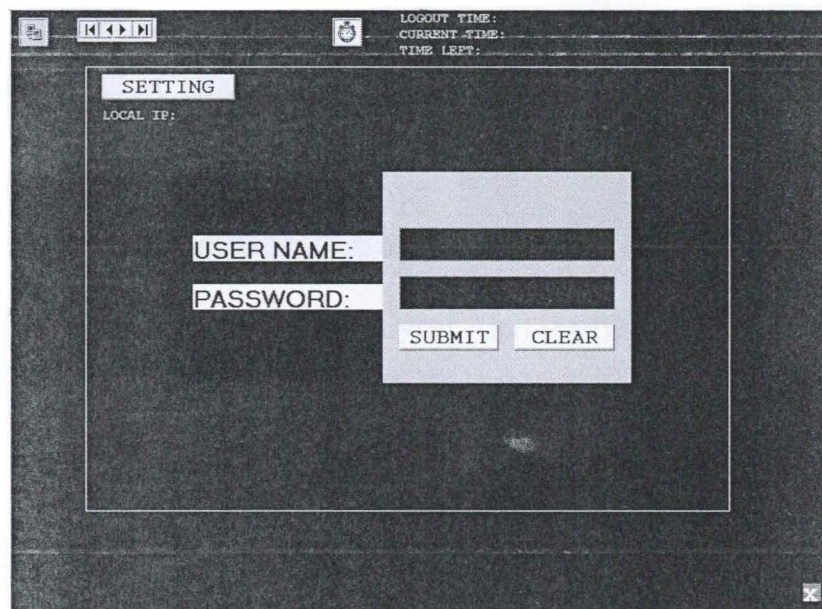 LOGOUT TIME:
CURRENT TIME:
TIME LEFT:
SETTING
LOCAL IP:
USER NAME:
PASSWORD:
SUBMIT CLEAR
X